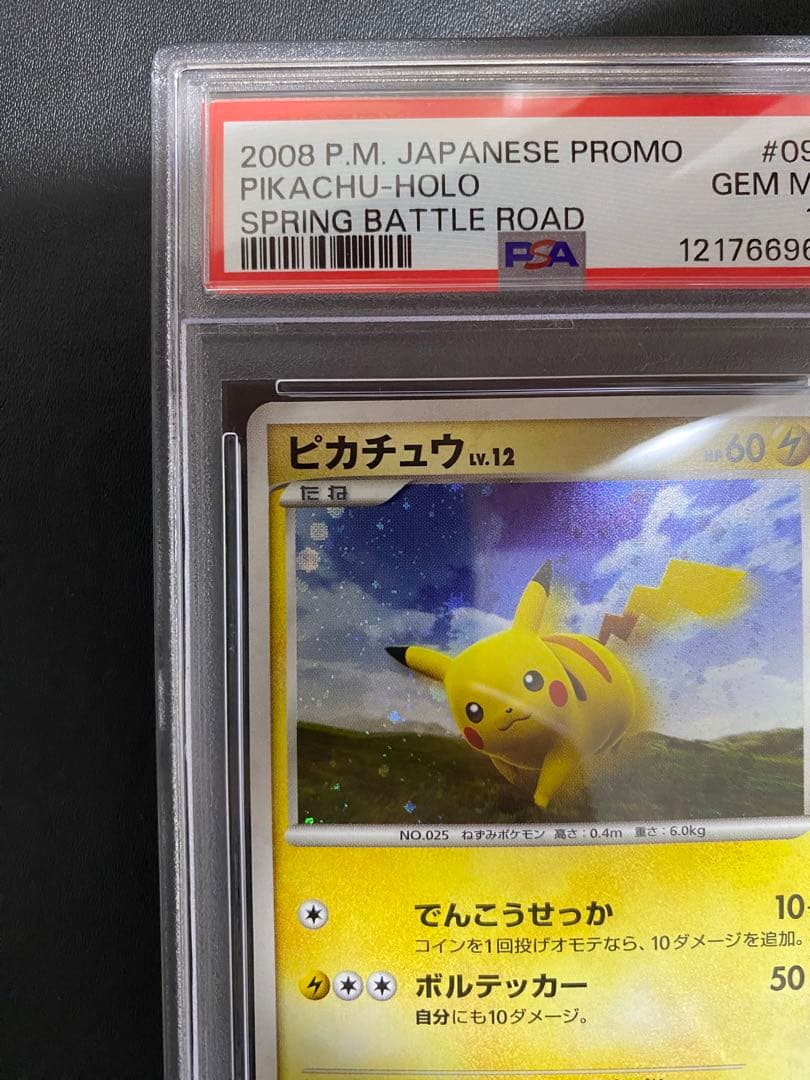 2008 P.M. JAPANESE PROMO #09
PIKACHU-HOLO GEM M
SPRING BATTLE ROAD
PSA 12176696
ピカチュウ LV.12 HP60
たね
NO.025 ねずみポケモン 高さ:0.4m 重さ:6.0kg
でんこうせっか 10+
コインを1回投げオモテなら、10ダメージを追加。
ボルテッカー 50
自分にも10ダメージ。